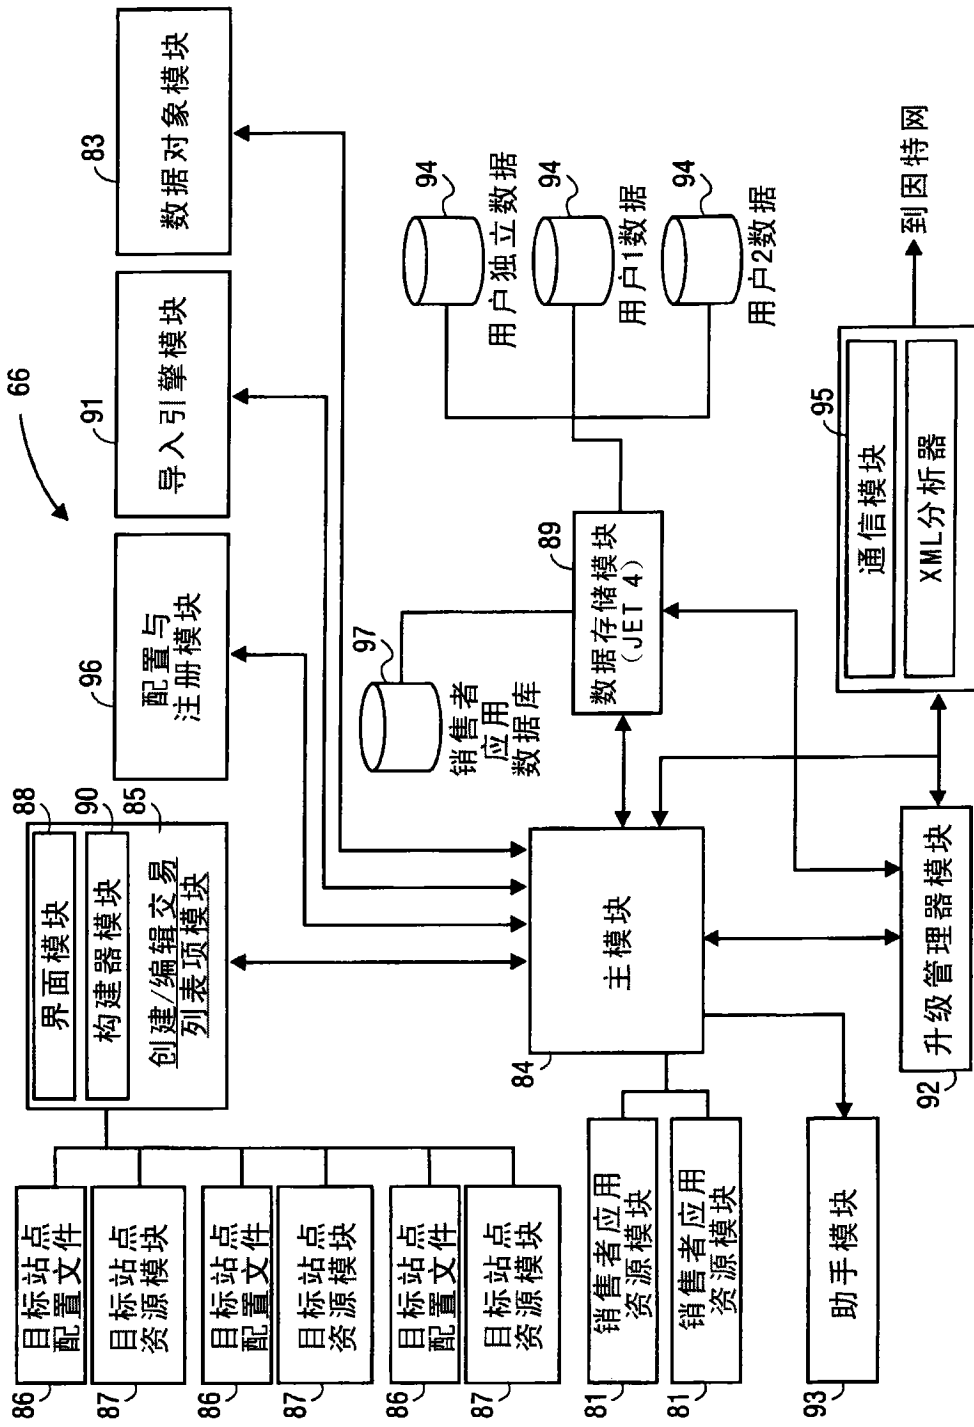 66
86
目标站点
配置文件
87
目标站点
资源模块
86
目标站点
配置文件
87
目标站点
资源模块
86
目标站点
配置文件
87
目标站点
资源模块
界面模块
88
构建器模块
90
创建/编辑交易
列表项模块
85
96
配置与
注册模块
91
导入引擎模块
83
数据对象模块
97
销售者
应用
数据库
94
用户独立数据
94
用户1数据
94
用户2数据
89
数据存储模块
(JET 4)
84
主模块
81
销售者应用
资源模块
81
销售者应用
资源模块
93
助手模块
92
升级管理器模块
95
通信模块
XML分析器
到因特网